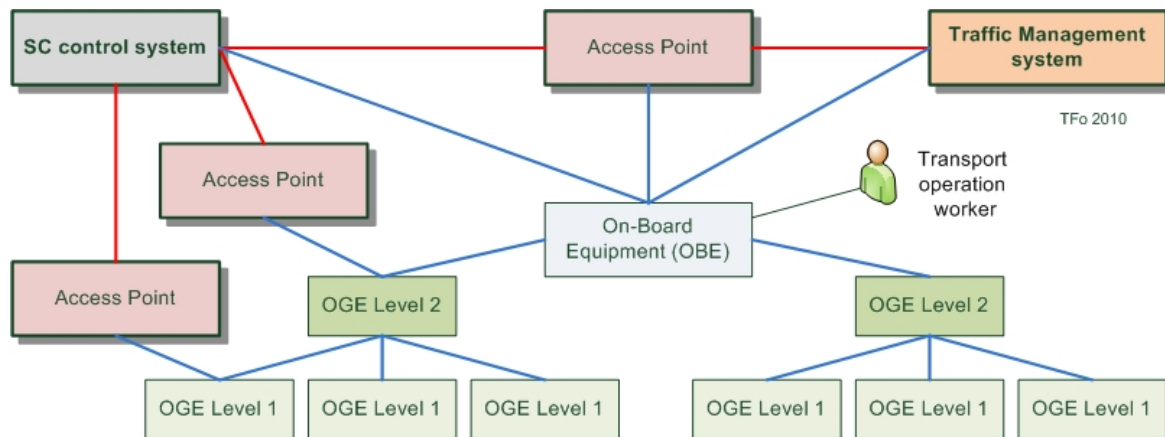 SC control system
Access Point
Traffic Management
system
TFo 2010
Access Point
Transport
operation
worker
On-Board
Equipment (OBE)
Access Point
OGE Level 2
OGE Level 2
OGE Level 1
OGE Level 1
OGE Level 1
OGE Level 1
OGE Level 1
OGE Level 1